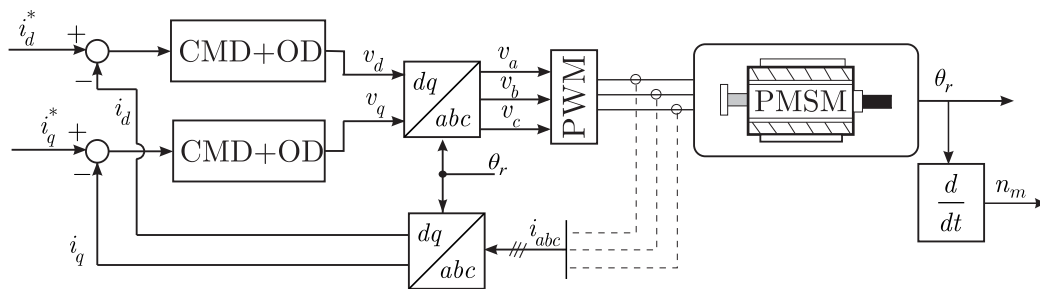 i_d^*
+
−
CMD+OD
v_d
dq
abc
v_a
v_b
v_c
PWM
PMSM
θ_r
i_d
i_q^*
+
−
CMD+OD
v_q
θ_r
d
dt
n_m
i_q
dq
abc
i_abc